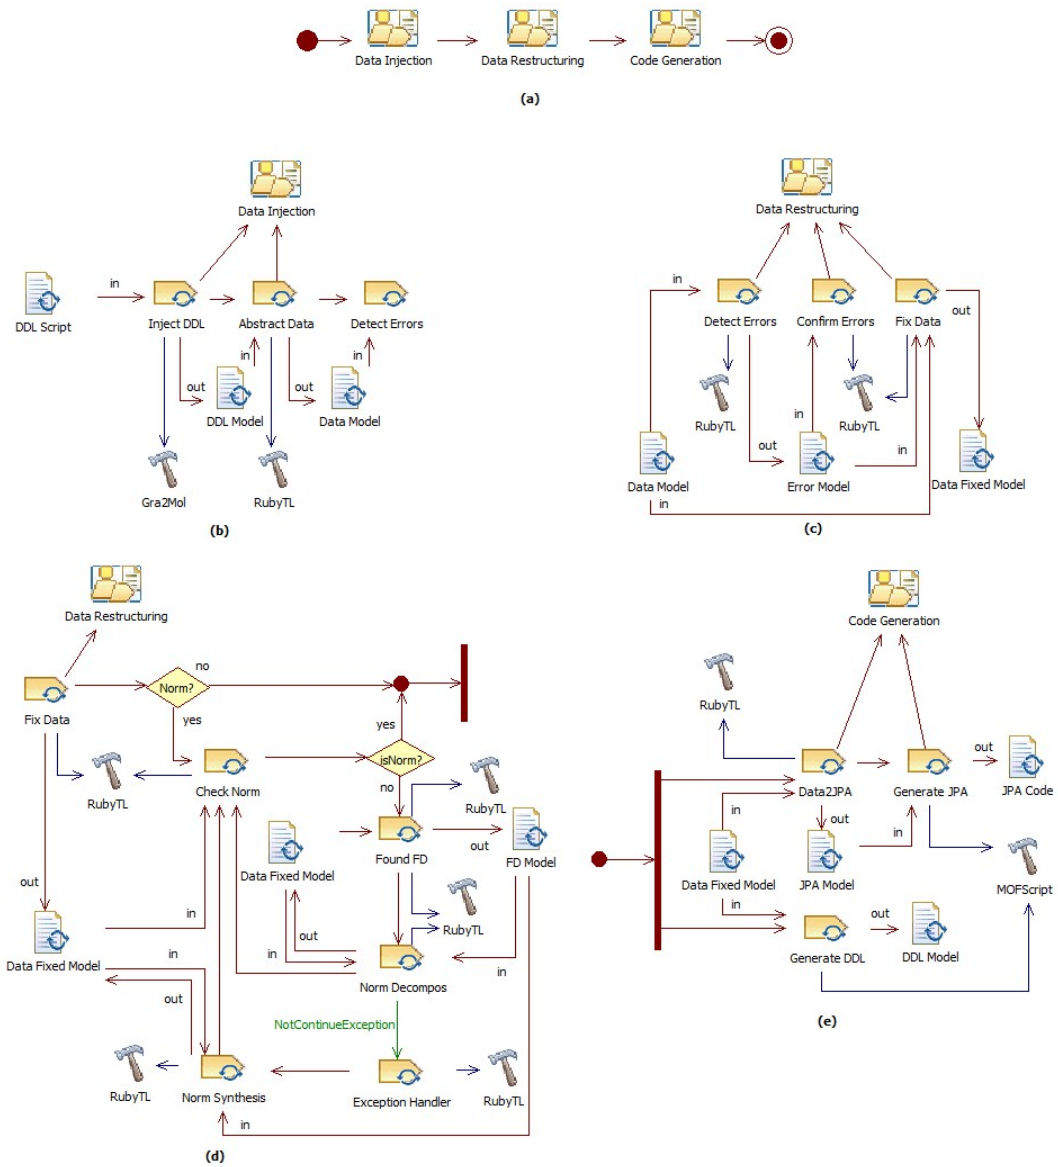 Data Injection
Data Restructuring
Code Generation
(a)
Data Injection
in
DDL Script
Inject DDL
Abstract Data
Detect Errors
out
in
out
in
DDL Model
Data Model
Gra2Mol
RubyTL
(b)
Data Restructuring
in
Detect Errors
Confirm Errors
Fix Data
out
RubyTL
RubyTL
in
out
in
Data Model
Error Model
Data Fixed Model
in
(c)
Data Restructuring
no
Norm?
Fix Data
yes
yes
isNorm?
RubyTL
Check Norm
no
RubyTL
Found FD
out
FD Model
Data Fixed Model
out
in
RubyTL
out
Data Fixed Model
in
in
in
Norm Decompos
in
out
NotContinueException
RubyTL
Norm Synthesis
Exception Handler
RubyTL
in
(d)
Code Generation
RubyTL
out
Data2JPA
Generate JPA
JPA Code
in
out
in
Data Fixed Model
JPA Model
MOFScript
in
out
Generate DDL
DDL Model
(e)